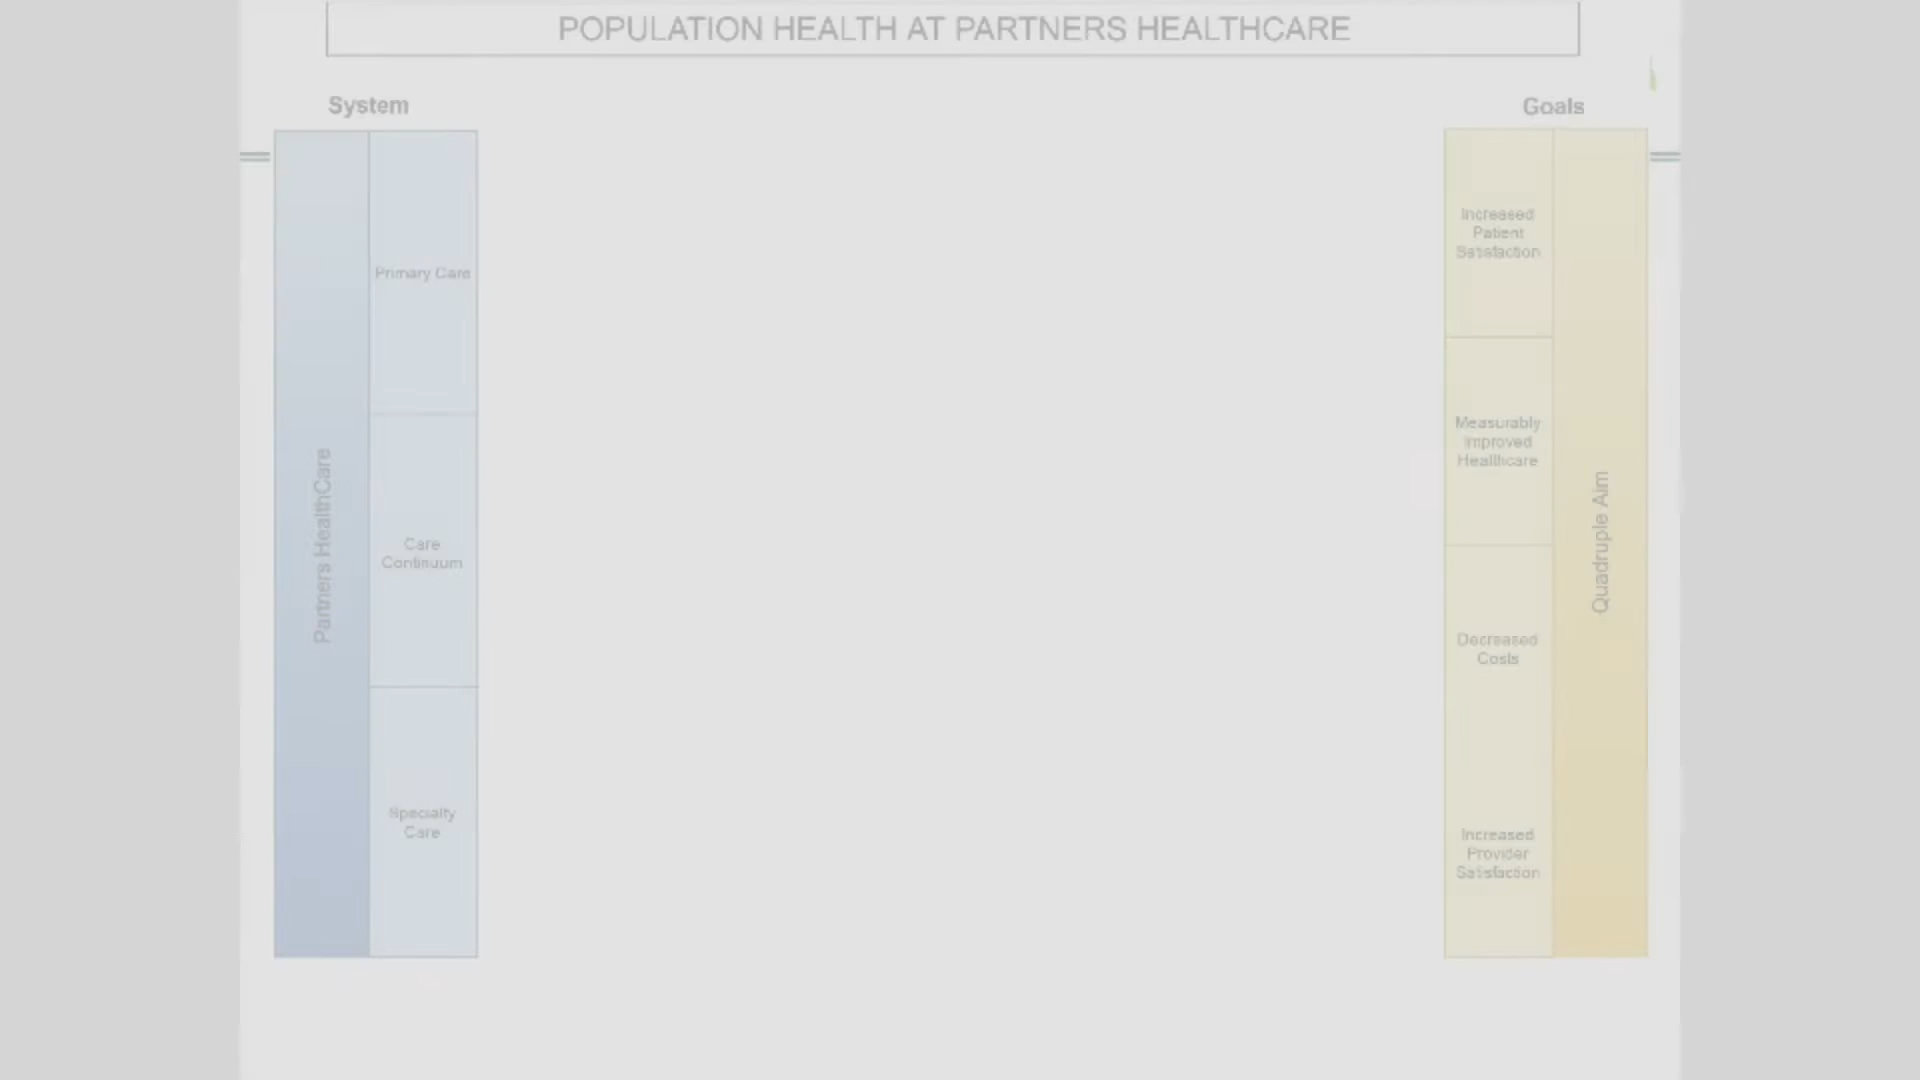 POPULATION HEALTH AT PARTNERS HEALTHCARE
System
Partners HealthCare
Primary Care
Care
Continuum
Specialty
Care
Goals
Increased
Patient
Satisfaction
Measurably
Improved
Healthcare
Decreased
Costs
Increased
Provider
Satisfaction
Quadruple Aim